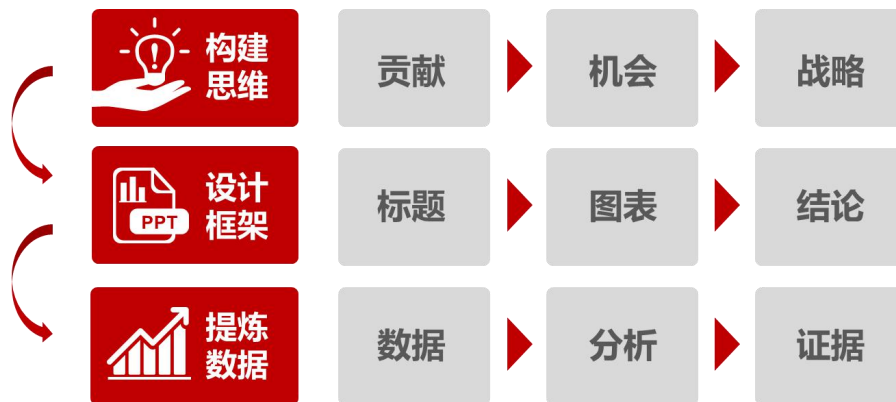 构建
思维
贡献
机会
战略
PPT
设计
框架
标题
图表
结论
提炼
数据
数据
分析
证据